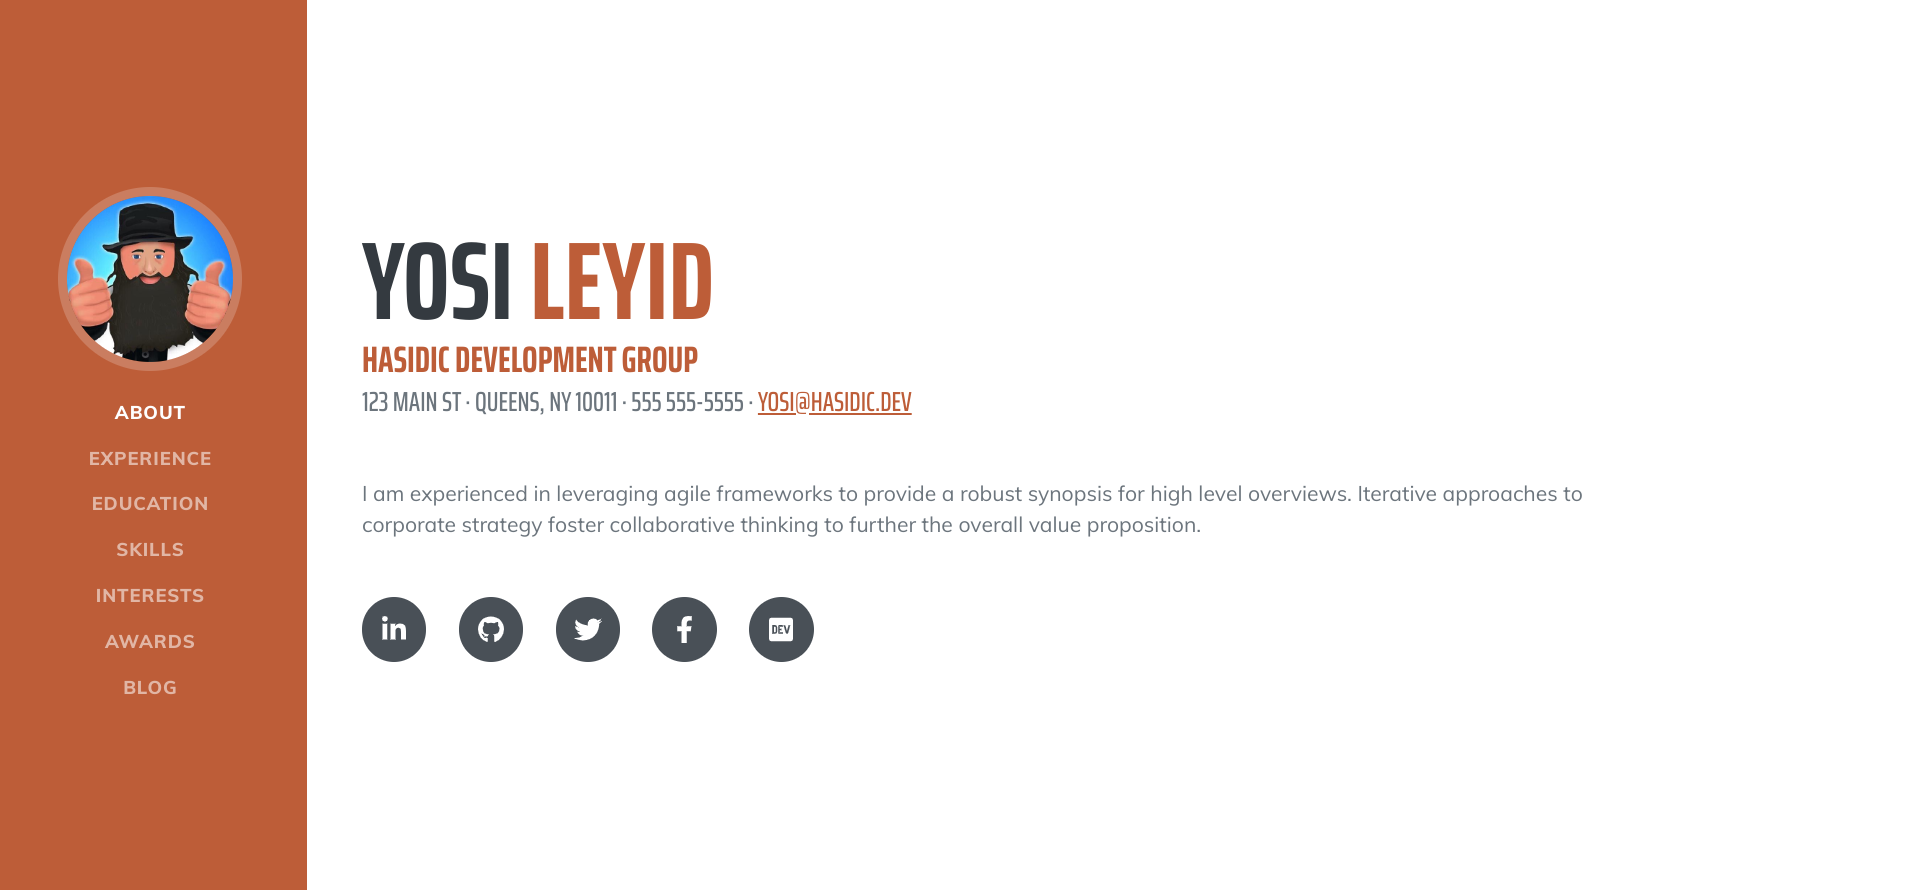 ABOUT
EXPERIENCE
EDUCATION
SKILLS
INTERESTS
AWARDS
BLOG
YOSI LEYID
HASIDIC DEVELOPMENT GROUP
123 MAIN ST · QUEENS, NY 10011 · 555 555-5555 · YOSI@HASIDIC.DEV
I am experienced in leveraging agile frameworks to provide a robust synopsis for high level overviews. Iterative approaches to
corporate strategy foster collaborative thinking to further the overall value proposition.
in
DEV